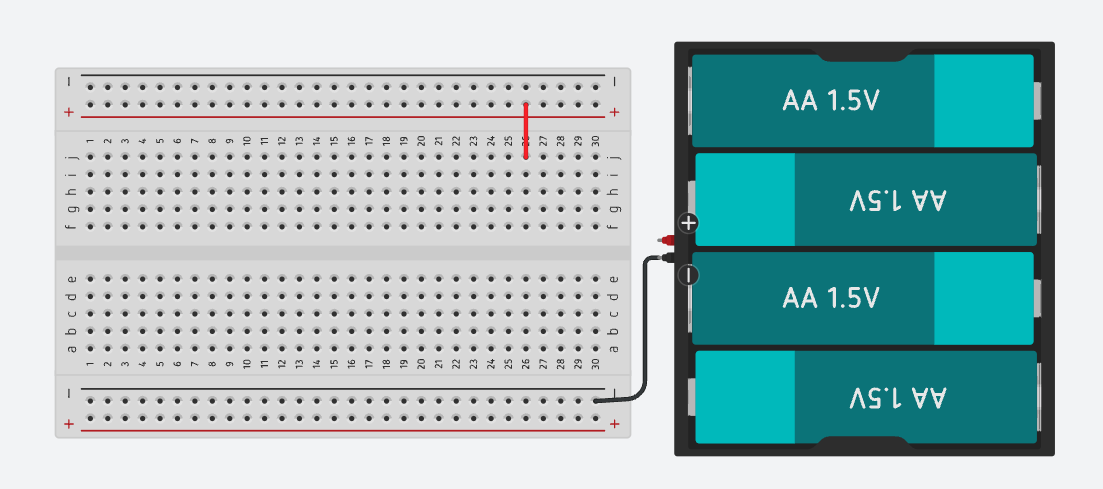 − −
+ +
1 2 3 4 5 6 7 8 9 10 11 12 13 14 15 16 17 18 19 20 21 22 23 24 25 27 28 29 30
j j
i i
h h
g g
f f
e e
d d
c c
b b
a a
1 2 3 4 5 6 7 8 9 10 11 12 13 14 15 16 17 18 19 20 21 22 23 24 25 26 27 28 29 30
− −
+ +
AA 1.5V
AA 1.5V
+
−
AA 1.5V
AA 1.5V